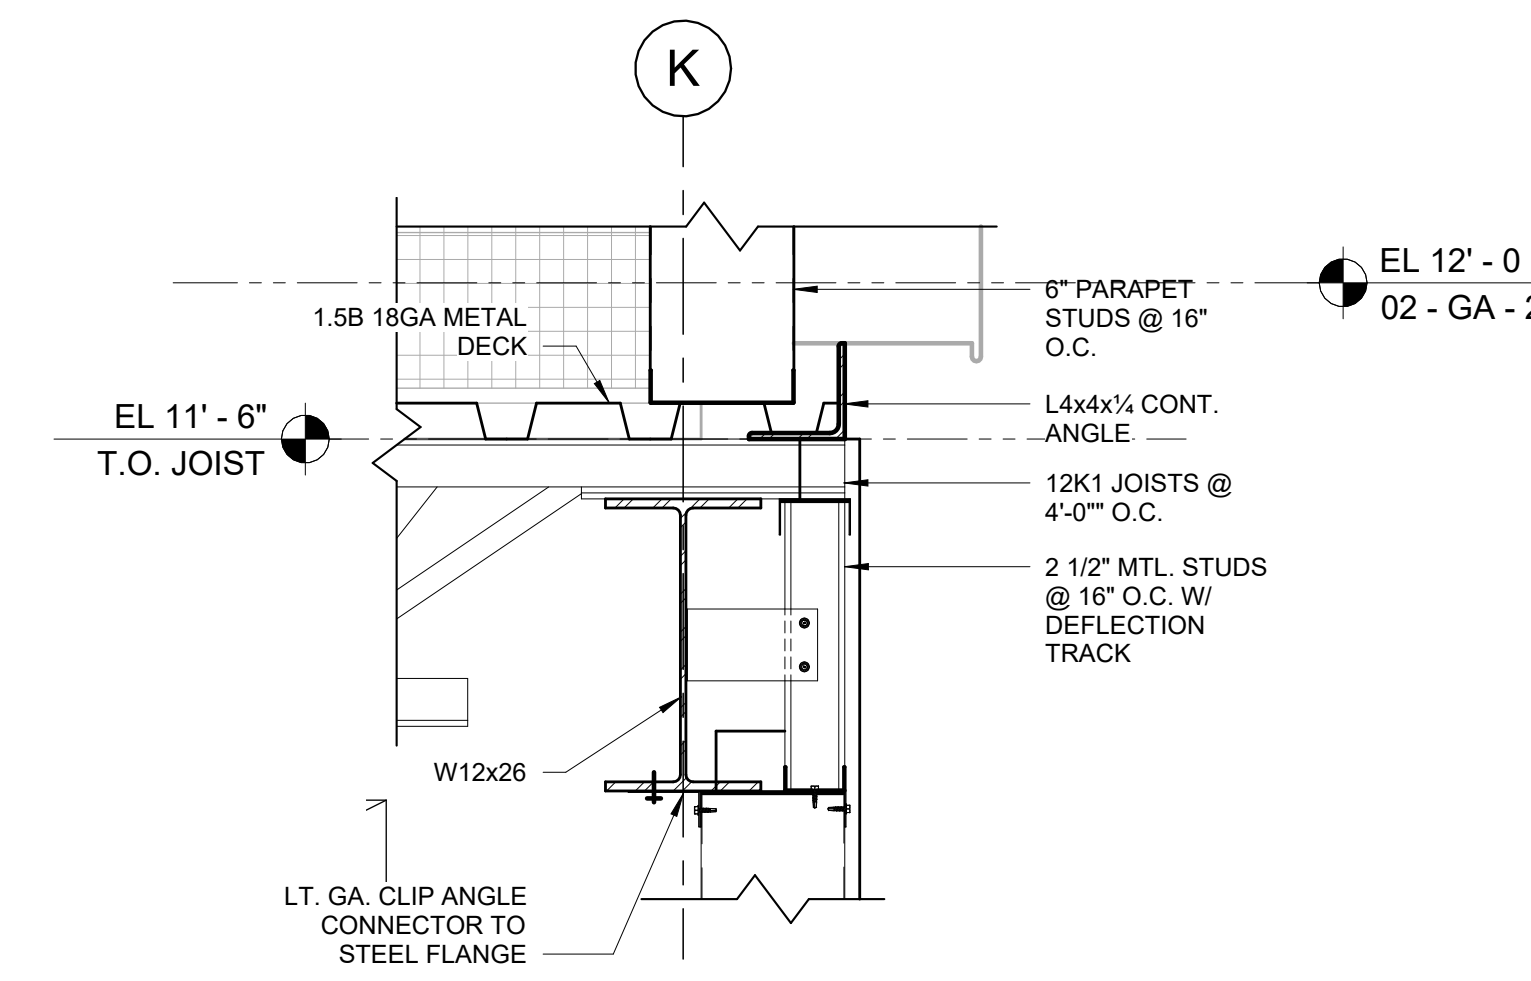 K
EL 12' - 0
02 - GA - 2
6" PARAPET
STUDS @ 16"
O.C.
1.5B 18GA METAL
DECK
EL 11' - 6"
T.O. JOIST
L4x4x¼ CONT.
ANGLE
12K1 JOISTS @
4'-0"" O.C.
2 1/2" MTL. STUDS
@ 16" O.C. W/
DEFLECTION
TRACK
W12x26
LT. GA. CLIP ANGLE
CONNECTOR TO
STEEL FLANGE